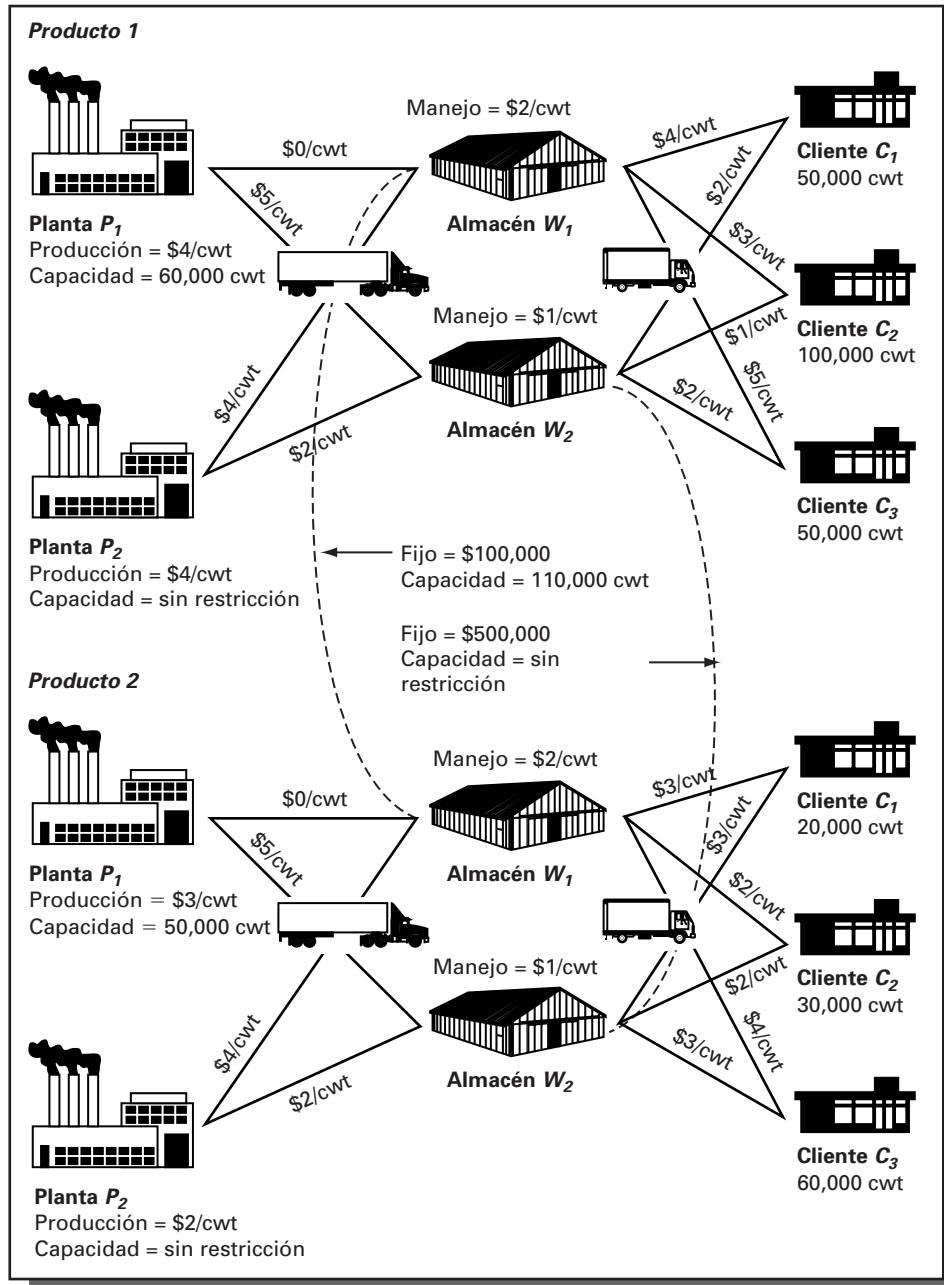 Producto 1
Manejo = $2/cwt
$0/cwt
$5/cwt
$4/cwt
$2/cwt
$3/cwt
Cliente C1
50,000 cwt
Planta P1
Producción = $4/cwt
Capacidad = 60,000 cwt
Almacén W1
Manejo = $1/cwt
$1/cwt
Cliente C2
100,000 cwt
$4/cwt
$2/cwt
Almacén W2
$2/cwt
$5/cwt
Cliente C3
50,000 cwt
Planta P2
Producción = $4/cwt
Capacidad = sin restricción
Fijo = $100,000
Capacidad = 110,000 cwt
Fijo = $500,000
Capacidad = sin
restricción
Producto 2
Manejo = $2/cwt
$0/cwt
$5/cwt
$3/cwt
$3/cwt
$2/cwt
Cliente C1
20,000 cwt
Planta P1
Producción = $3/cwt
Capacidad = 50,000 cwt
Almacén W1
Manejo = $1/cwt
$2/cwt
Cliente C2
30,000 cwt
$4/cwt
$2/cwt
Almacén W2
$3/cwt
$4/cwt
Cliente C3
60,000 cwt
Planta P2
Producción = $2/cwt
Capacidad = sin restricción